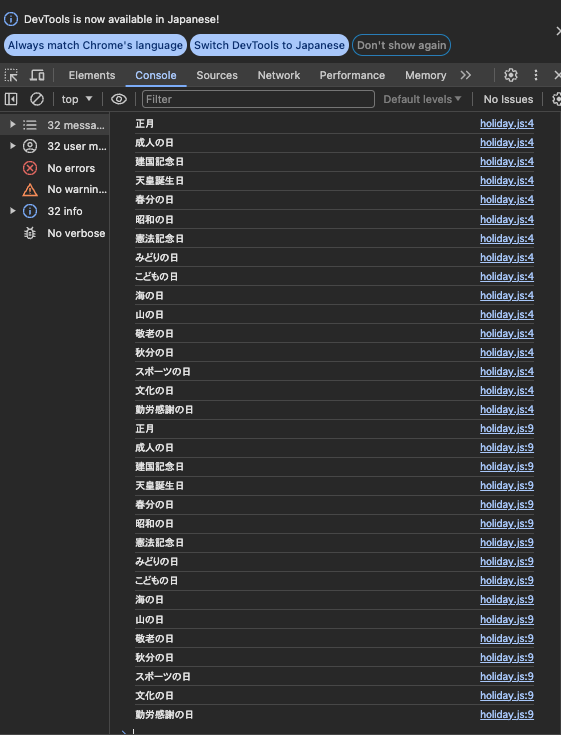 DevTools is now available in Japanese!
Always match Chrome's language Switch DevTools to Japanese Don't show again
Elements Console Sources Network Performance Memory
top Filter Default levels No Issues
32 messa...
32 user m...
No errors
No warnin...
32 info
No verbose
正月 holiday.js:4
成人の日 holiday.js:4
建国記念日 holiday.js:4
天皇誕生日 holiday.js:4
春分の日 holiday.js:4
昭和の日 holiday.js:4
憲法記念日 holiday.js:4
みどりの日 holiday.js:4
こどもの日 holiday.js:4
海の日 holiday.js:4
山の日 holiday.js:4
敬老の日 holiday.js:4
秋分の日 holiday.js:4
スポーツの日 holiday.js:4
文化の日 holiday.js:4
勤労感謝の日 holiday.js:4
正月 holiday.js:9
成人の日 holiday.js:9
建国記念日 holiday.js:9
天皇誕生日 holiday.js:9
春分の日 holiday.js:9
昭和の日 holiday.js:9
憲法記念日 holiday.js:9
みどりの日 holiday.js:9
こどもの日 holiday.js:9
海の日 holiday.js:9
山の日 holiday.js:9
敬老の日 holiday.js:9
秋分の日 holiday.js:9
スポーツの日 holiday.js:9
文化の日 holiday.js:9
勤労感謝の日 holiday.js:9